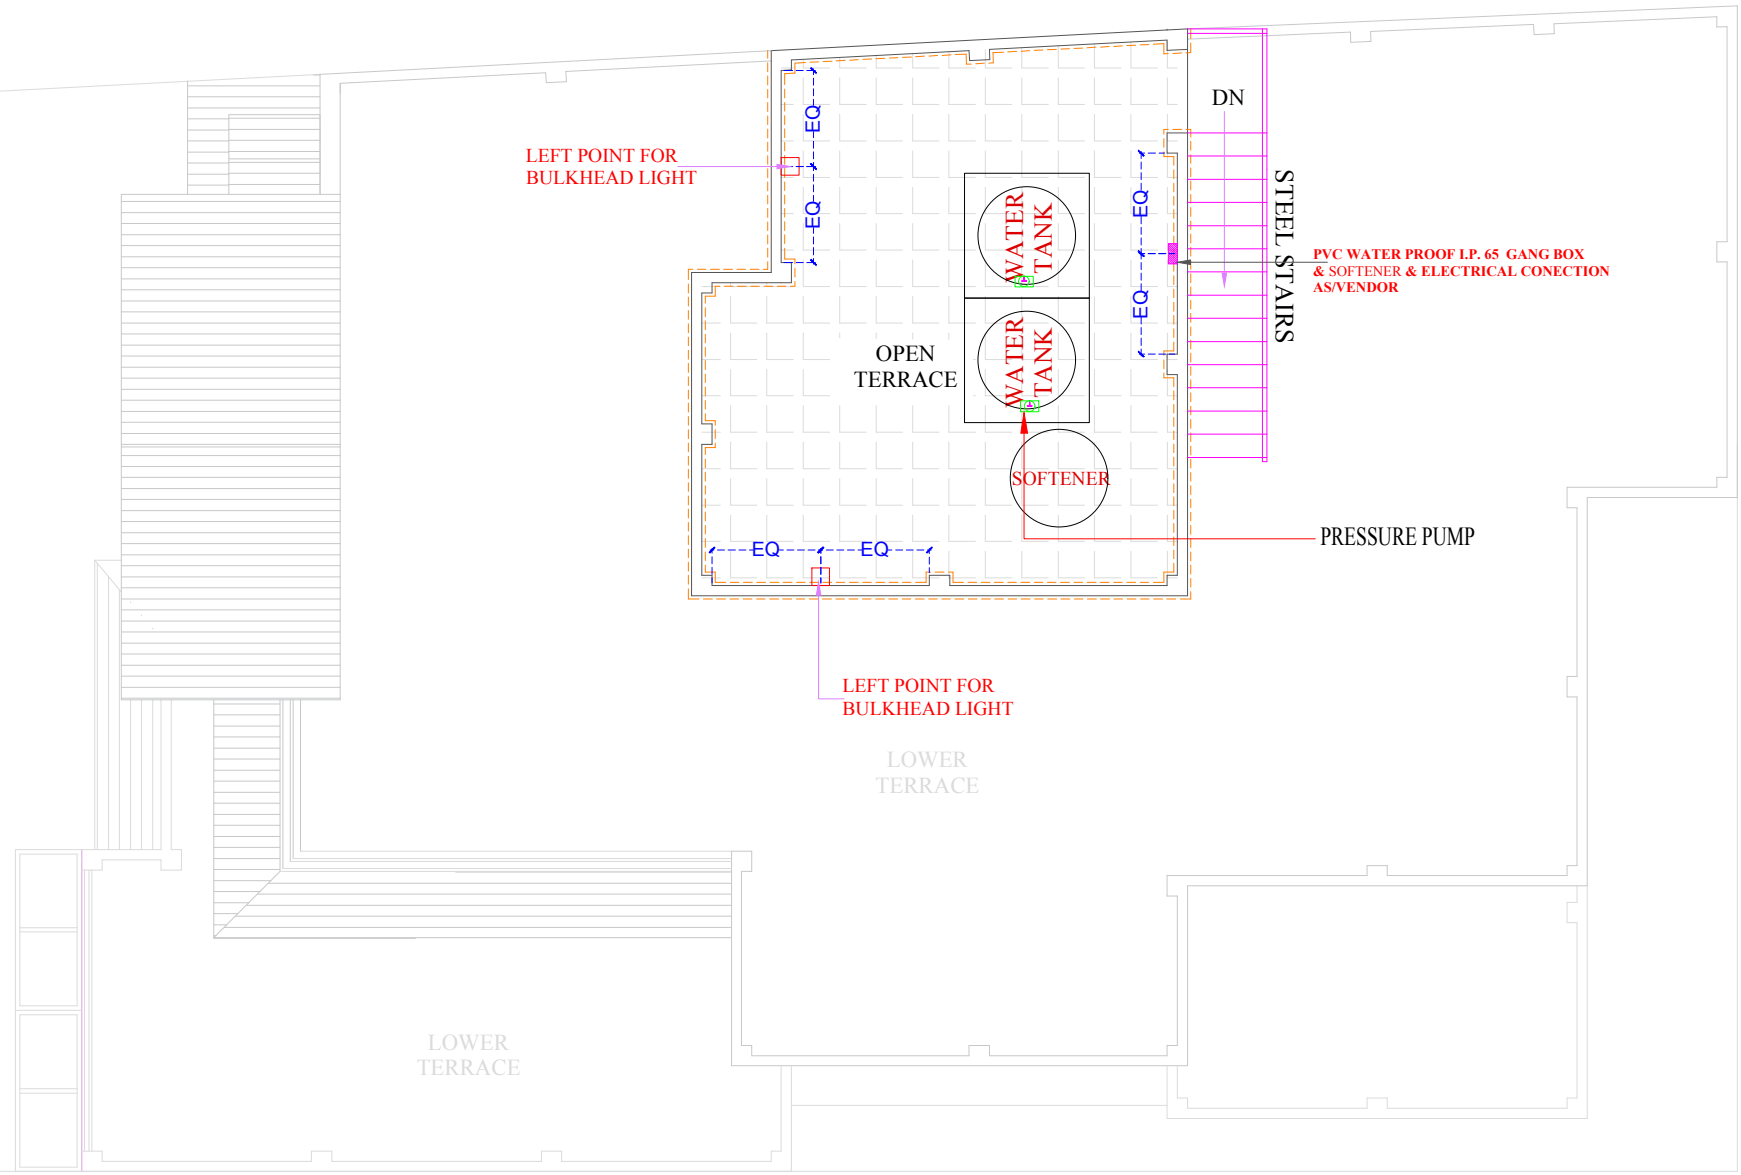 DN
EQ
LEFT POINT FOR
BULKHEAD LIGHT
EQ
WATER
TANK
EQ
STEEL STAIRS
PVC WATER PROOF I.P. 65 GANG BOX
& SOFTENER & ELECTRICAL CONECTION
AS/VENDOR
EQ
OPEN
TERRACE
WATER
TANK
SOFTENER
PRESSURE PUMP
EQ
EQ
LEFT POINT FOR
BULKHEAD LIGHT
LOWER
TERRACE
LOWER
TERRACE